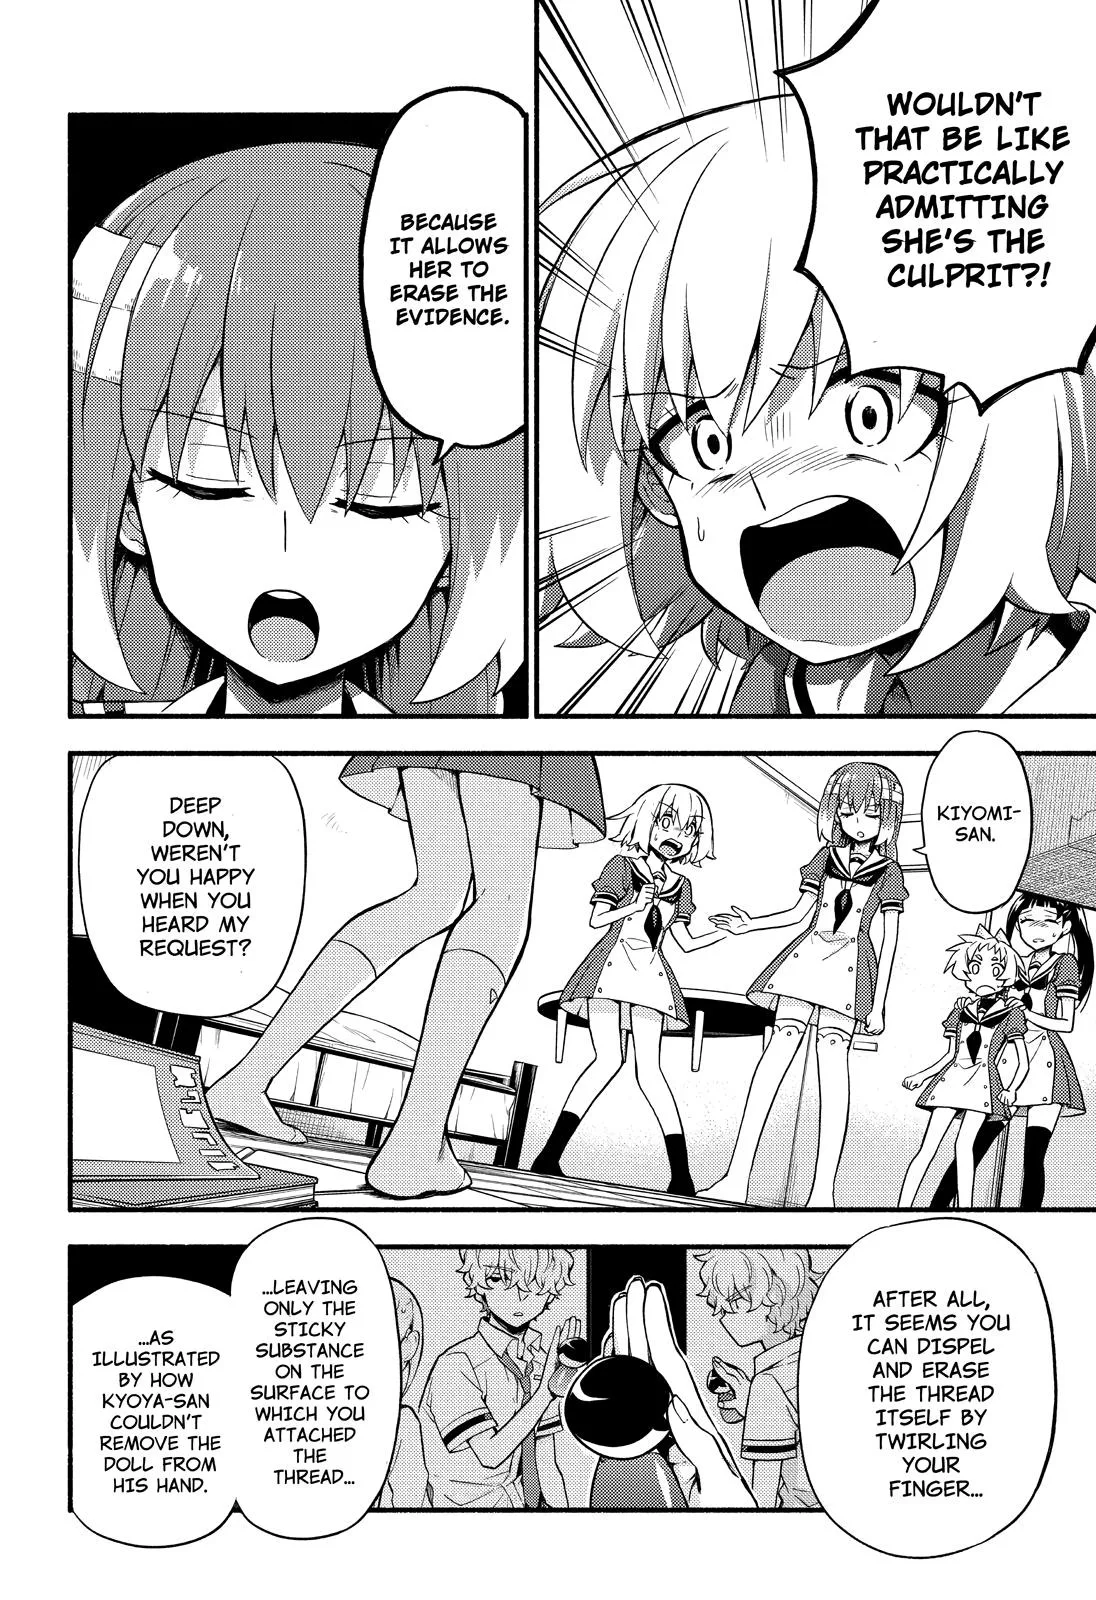 WOULDN'T
THAT BE LIKE
PRACTICALLY
ADMITTING
SHE'S THE
CULPRIT?!
BECAUSE
IT ALLOWS
HER TO
ERASE THE
EVIDENCE.
KIYOMI-
SAN.
DEEP
DOWN,
WEREN'T
YOU HAPPY
WHEN YOU
HEARD MY
REQUEST?
AFTER ALL,
IT SEEMS YOU
CAN DISPEL
AND ERASE
THE THREAD
ITSELF BY
TWIRLING
YOUR
FINGER...
...LEAVING
ONLY THE
STICKY
SUBSTANCE
ON THE
SURFACE TO
WHICH YOU
ATTACHED
THE
THREAD...
...AS
ILLUSTRATED
BY HOW
KYOYA-SAN
COULDN'T
REMOVE THE
DOLL FROM
HIS HAND.